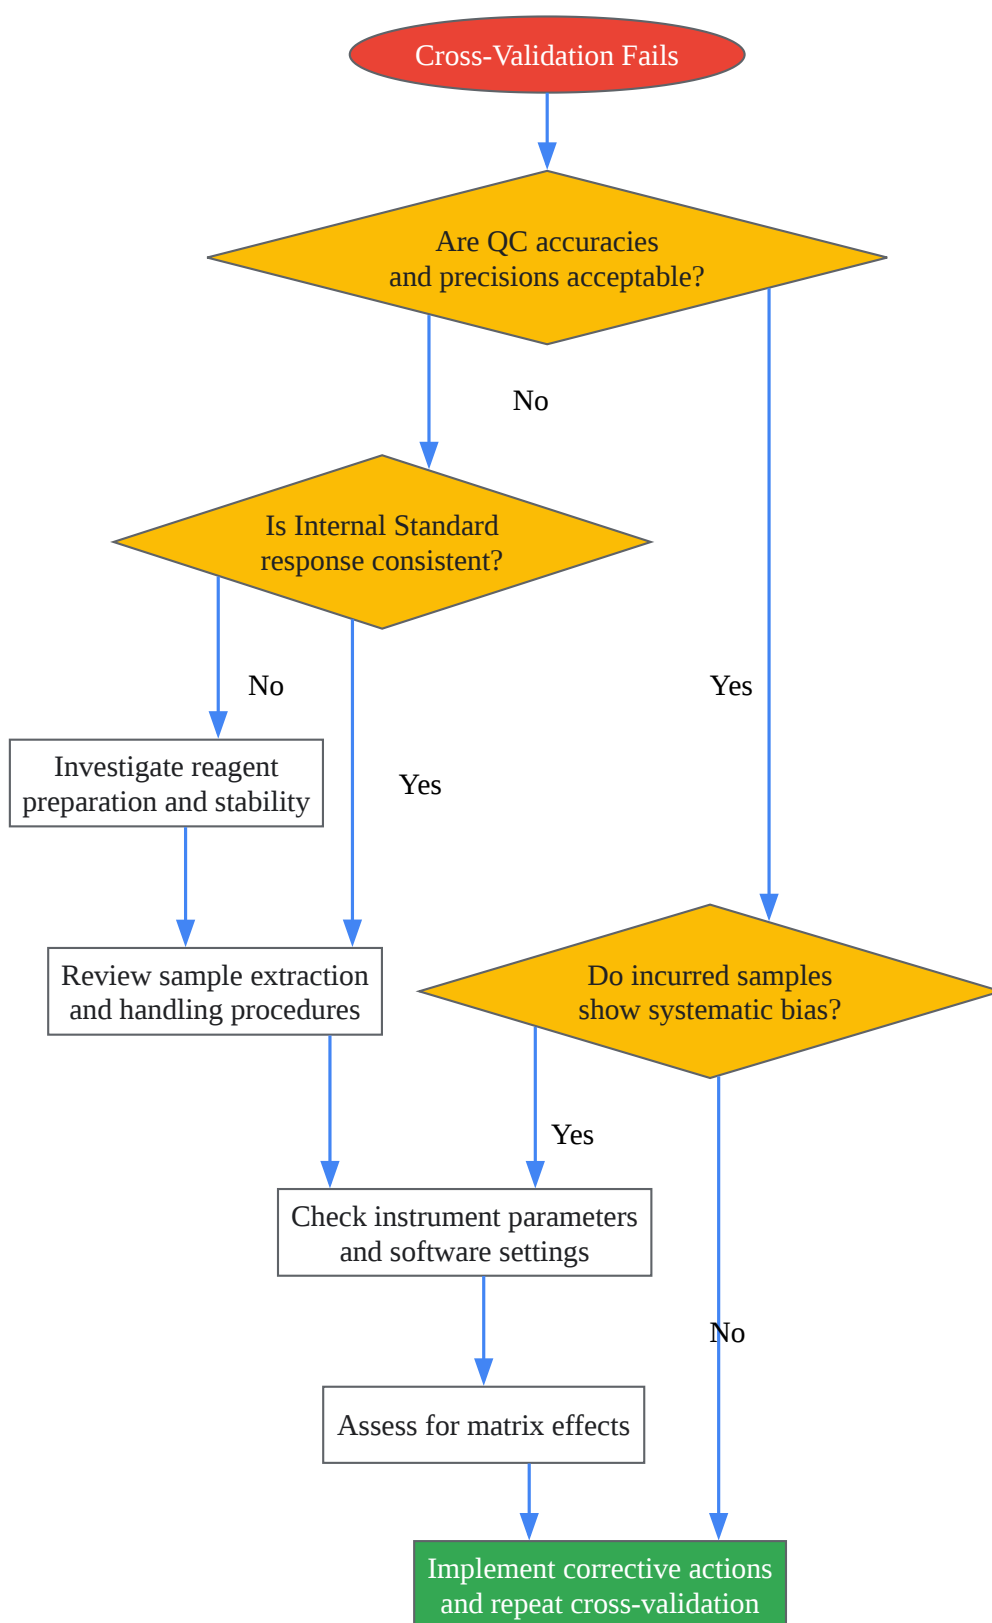 Cross-Validation Fails
Are QC accuracies
and precisions acceptable?
No
Is Internal Standard
response consistent?
No
Yes
Investigate reagent
preparation and stability
Yes
Review sample extraction
and handling procedures
Do incurred samples
show systematic bias?
Yes
Check instrument parameters
and software settings
No
Assess for matrix effects
Implement corrective actions
and repeat cross-validation